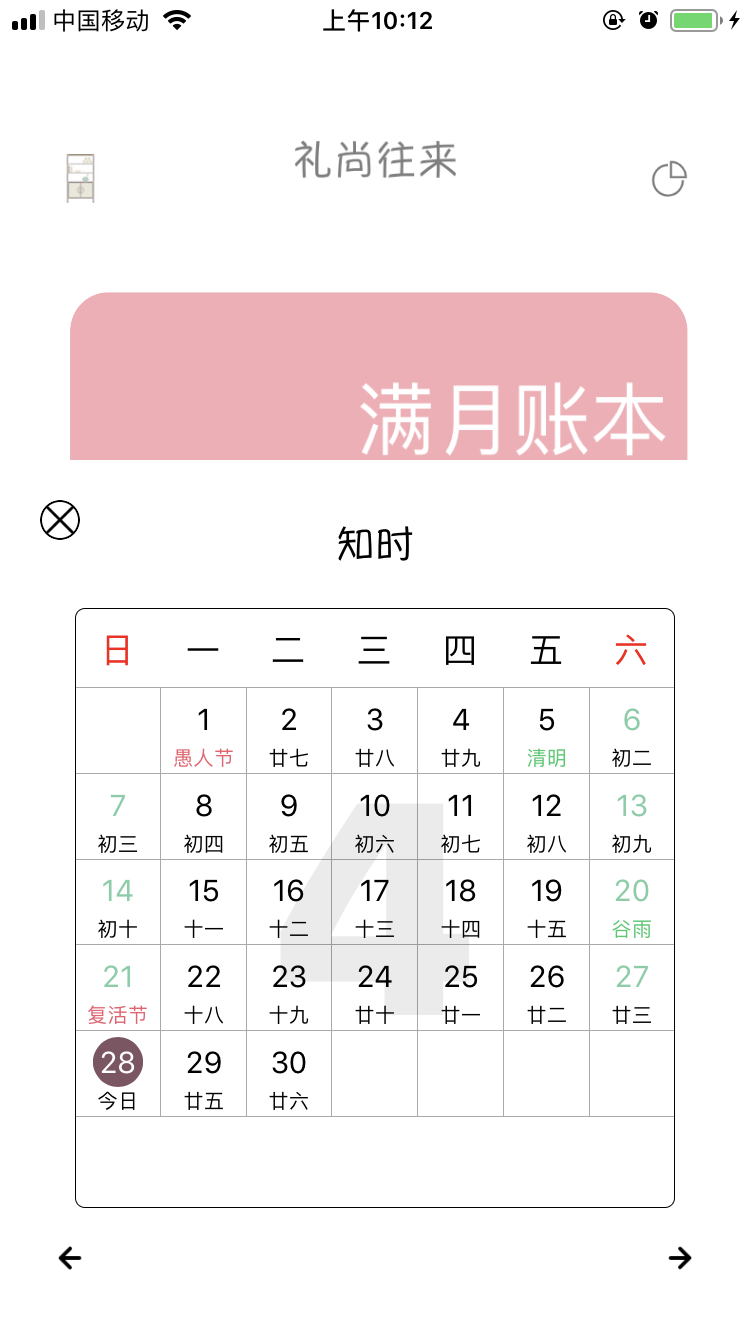 中国移动 上午10:12
礼尚往来
满月账本
知时
日 一 二 三 四 五 六
1 2 3 4 5 6
愚人节 廿七 廿八 廿九 清明 初二
7 8 9 10 11 12 13
初三 初四 初五 初六 初七 初八 初九
14 15 16 17 18 19 20
初十 十一 十二 十三 十四 十五 谷雨
21 22 23 24 25 26 27
复活节 十八 十九 廿十 廿一 廿二 廿三
28 29 30
今日 廿五 廿六
4